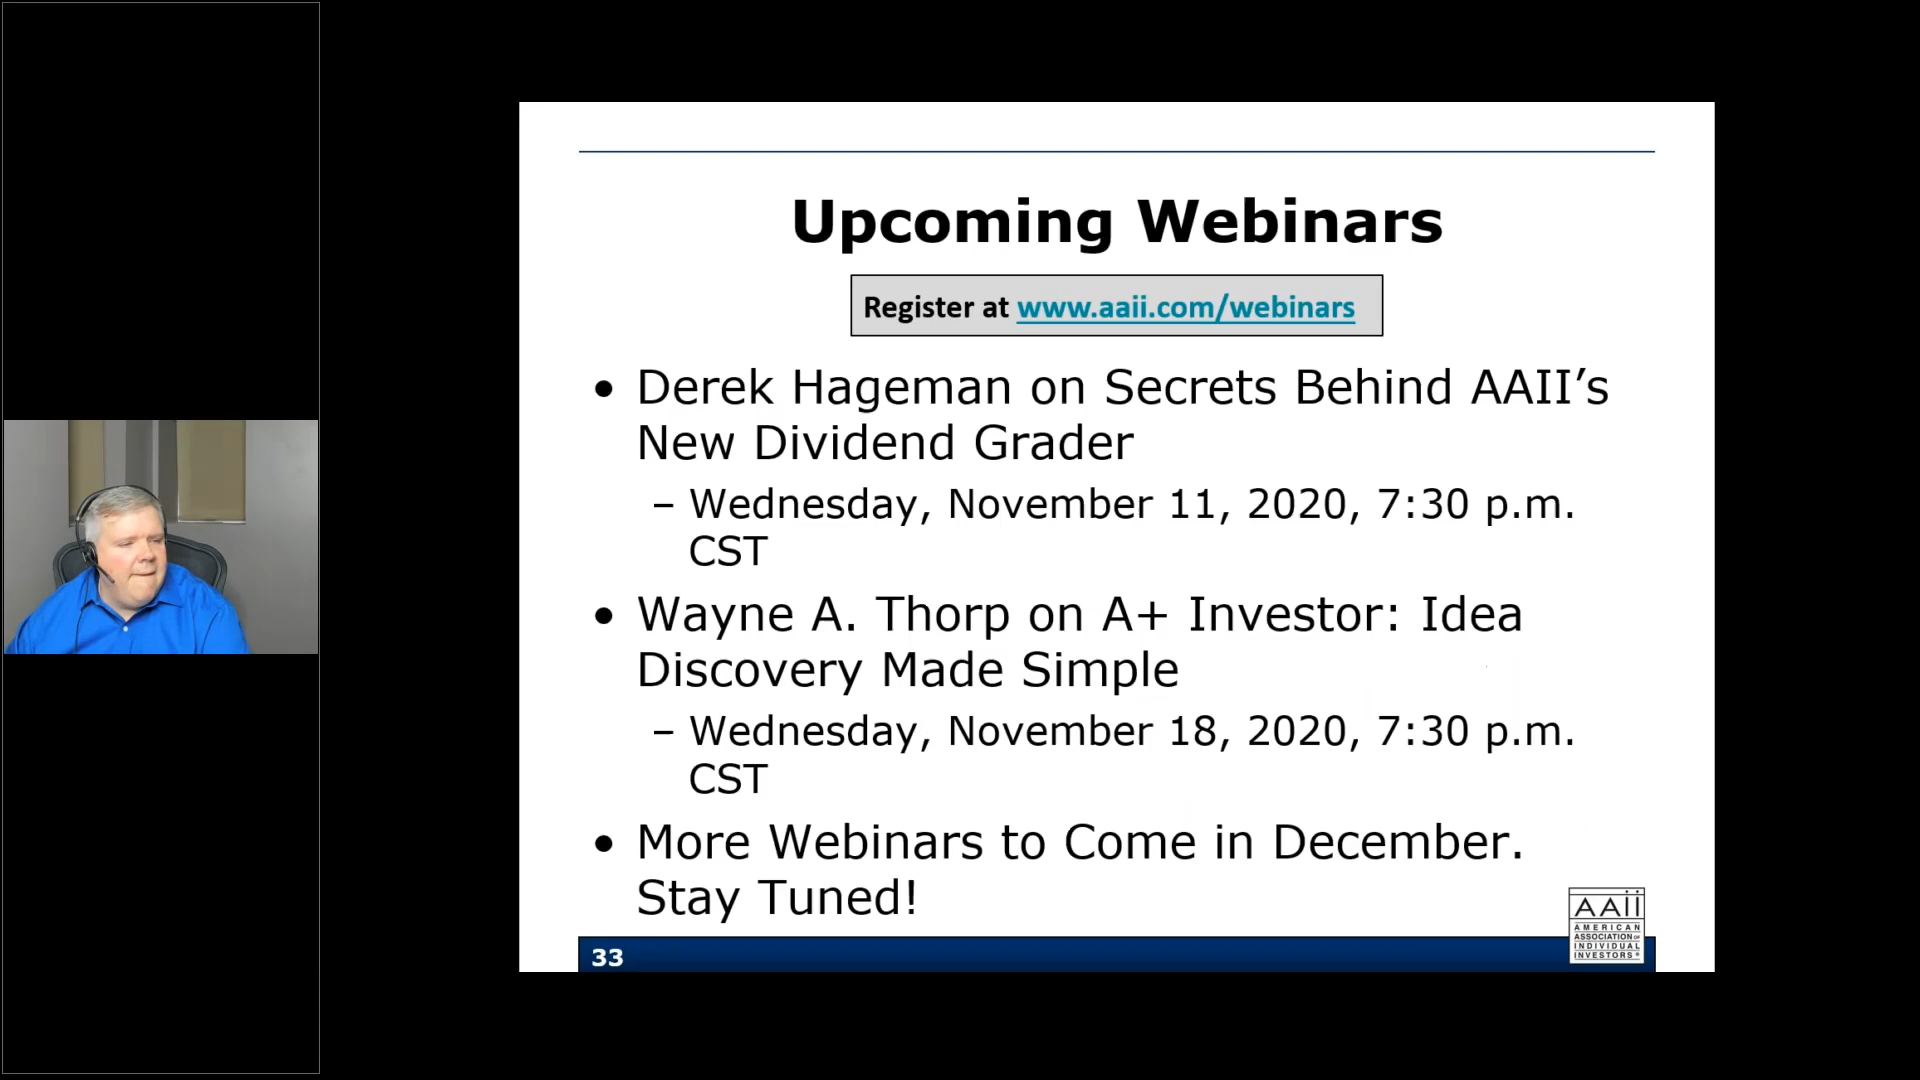 Upcoming Webinars
Register at www.aaii.com/webinars
• Derek Hageman on Secrets Behind AAII’s
New Dividend Grader
– Wednesday, November 11, 2020, 7:30 p.m.
CST
• Wayne A. Thorp on A+ Investor: Idea
Discovery Made Simple
– Wednesday, November 18, 2020, 7:30 p.m.
CST
• More Webinars to Come in December.
Stay Tuned!
33
AAii
AMERICAN
ASSOCIATION OF
INDIVIDUAL
INVESTORS®